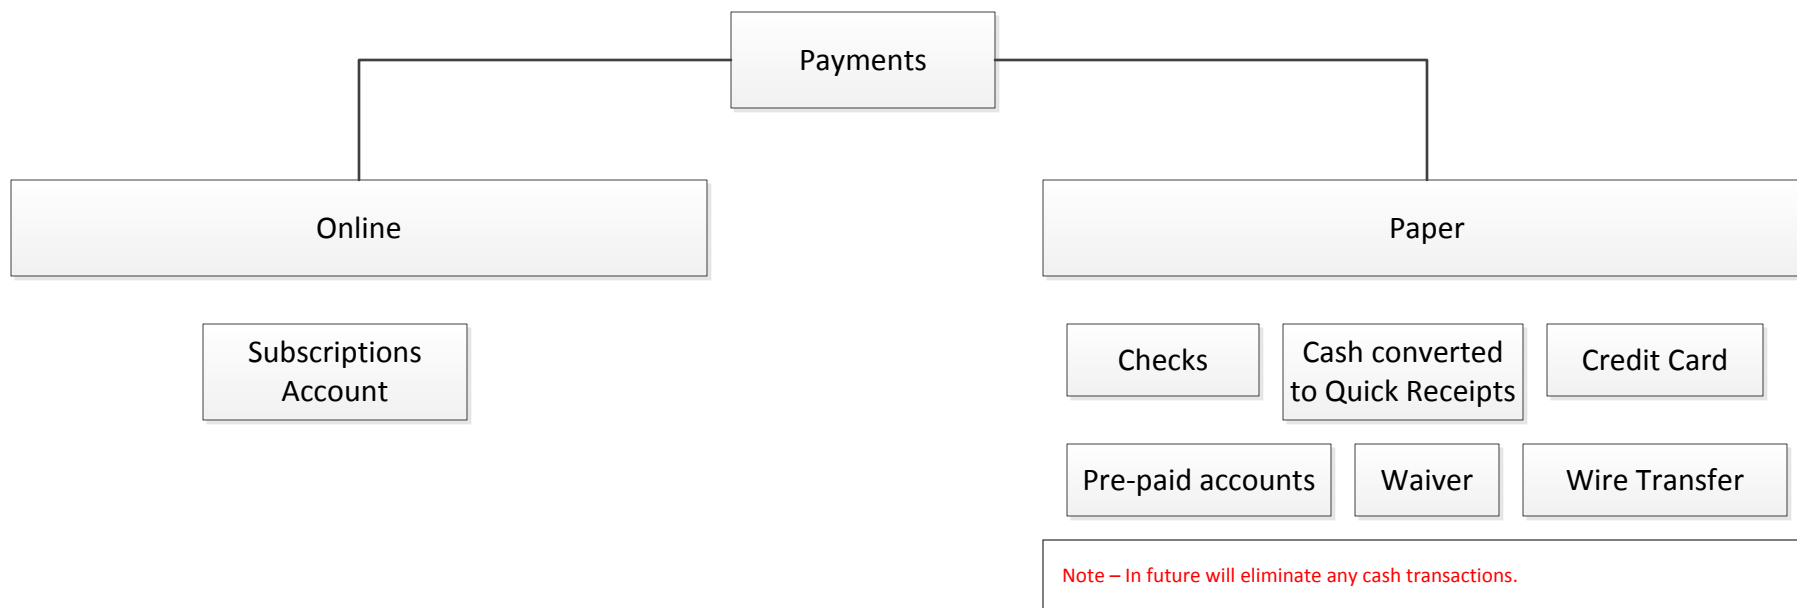 Payments
Online
Paper
Subscriptions
Account
Checks
Cash converted
to Quick Receipts
Credit Card
Pre-paid accounts
Waiver
Wire Transfer
Note – In future will eliminate any cash transactions.